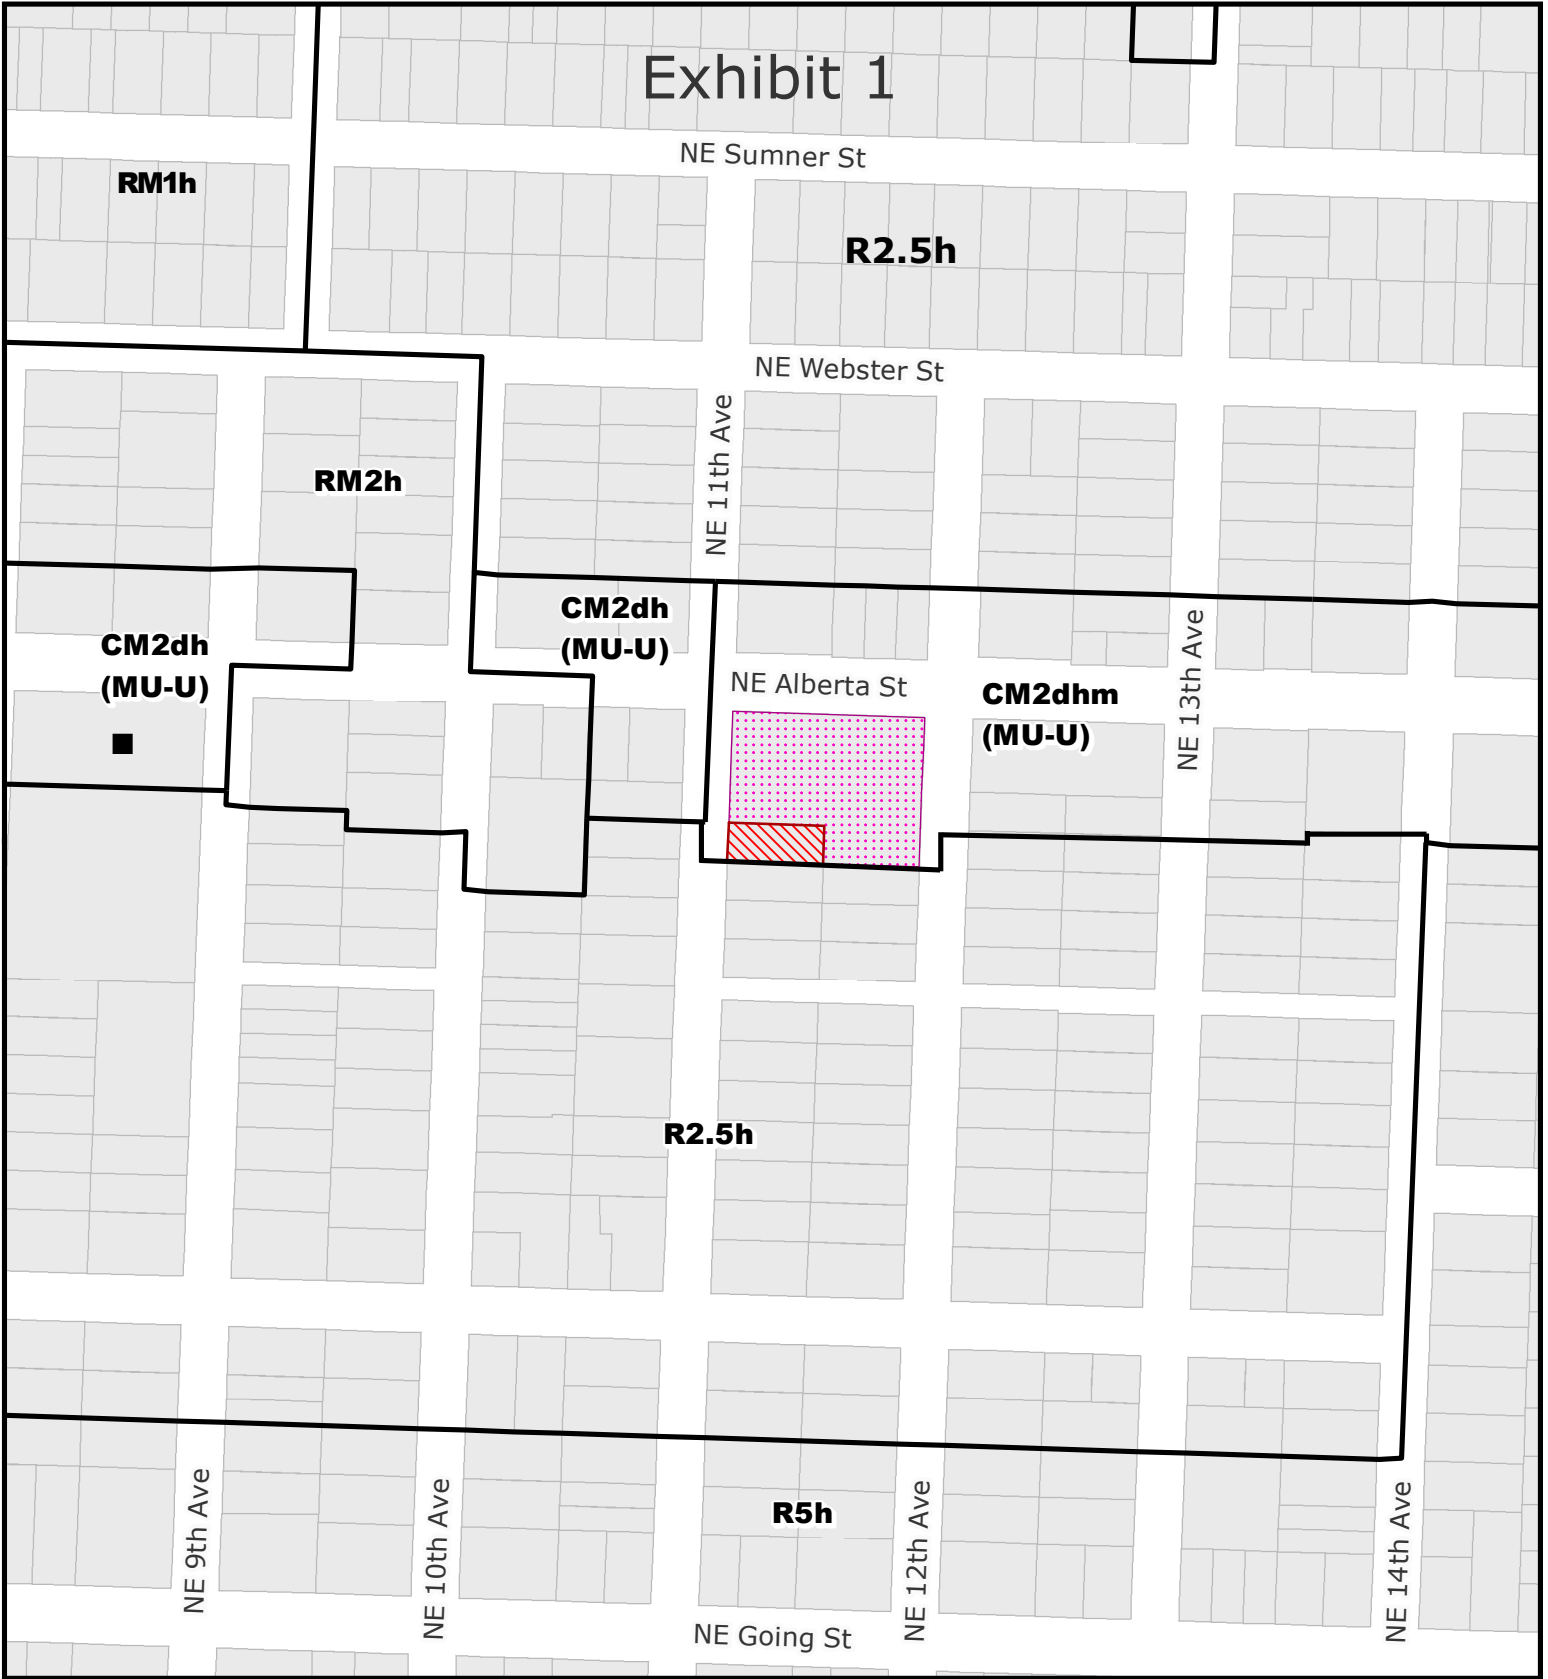 Exhibit 1
NE Sumner St
RM1h
R2.5h
NE Webster St
NE 11th Ave
RM2h
CM2dh
(MU-U)
CM2dh
(MU-U)
NE Alberta St
CM2dhm
(MU-U)
NE 13th Ave
R2.5h
R5h
NE 9th Ave
NE 10th Ave
NE 12th Ave
NE 14th Ave
NE Going St